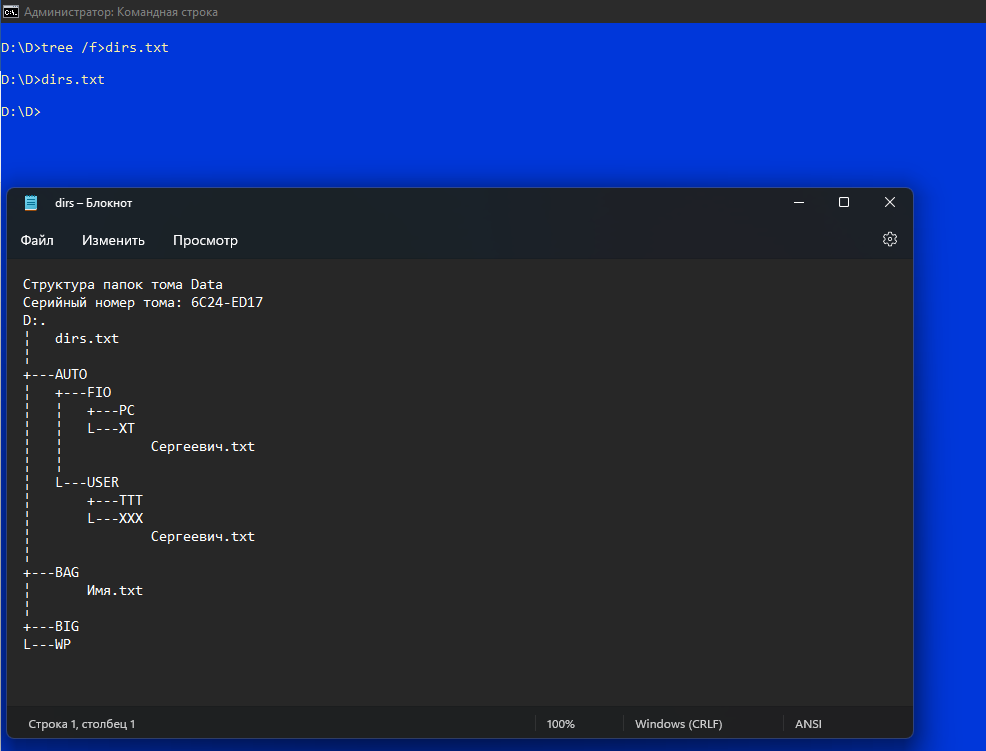 Администратор: Командная строка
D:\D>tree /f>dirs.txt
D:\D>dirs.txt
D:\D>
dirs – Блокнот
Файл Изменить Просмотр
Структура папок тома Data
Серийный номер тома: 6C24-ED17
D:.
¦   dirs.txt
¦
+---AUTO
¦   +---FIO
¦   ¦   +---PC
¦   ¦   L---XT
¦   ¦           Сергеевич.txt
¦   ¦
¦   L---USER
¦       +---TTT
¦       L---XXX
¦               Сергеевич.txt
¦
+---BAG
¦       Имя.txt
¦
+---BIG
L---WP
Строка 1, столбец 1 100% Windows (CRLF) ANSI